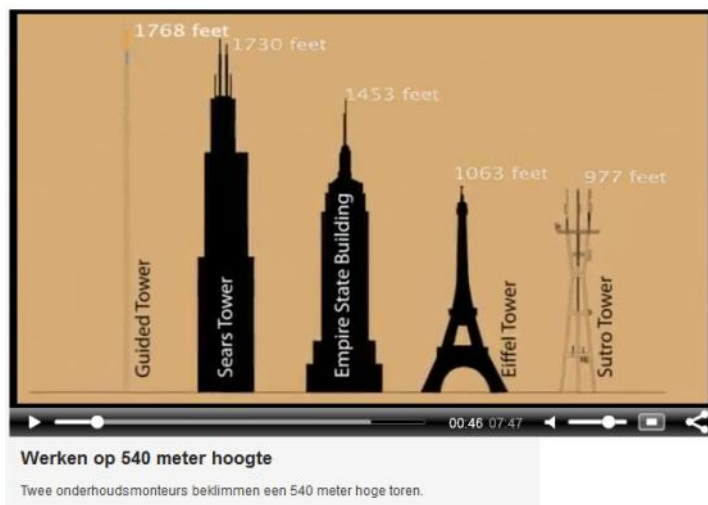 1768 feet
1730 feet
1453 feet
1063 feet
977 feet
Guided Tower
Sears Tower
Empire State Building
Eiffel Tower
Sutro Tower
00:46 07:47
Werken op 540 meter hoogte
Twee onderhoudsmonteurs beklimmen een 540 meter hoge toren.